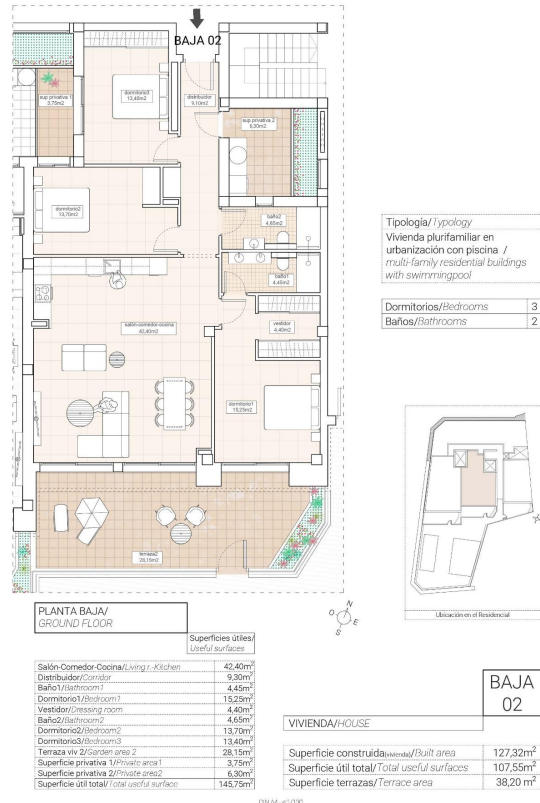 BAJA 02
sup privativa 1
3,75m2
dormitorio3
13,40m2
distribuidor
9,10m2
sup privativa 2
6,30m2
dormitorio2
13,70m2
baño2
4,65m2
baño1
4,45m2
salón-comedor-cocina
42,40m2
vestidor
4,40m2
dormitorio1
15,25m2
terraza2
28,15m2
Tipología/Typology
Vivienda plurifamiliar en
urbanización con piscina /
multi-family residential buildings
with swimmingpool
Dormitorios/Bedrooms 3
Baños/Bathrooms 2
Ubicación en el Residencial
N
O
E
S
PLANTA BAJA/
GROUND FLOOR
Superficies útiles/
Useful surfaces
Salón-Comedor-Cocina/Living r.-Kitchen 42,40m²
Distribuidor/Corridor 9,30m²
Baño1/Bathroom1 4,45m²
Dormitorio1/Bedroom1 15,25m²
Vestidor/Dressing room 4,40m²
Baño2/Bathroom2 4,65m²
Dormitorio2/Bedroom2 13,70m²
Dormitorio3/Bedroom3 13,40m²
Terraza viv 2/Garden area 2 28,15m²
Superficie privativa 1/Private area1 3,75m²
Superficie privativa 2/Private area2 6,30m²
Superficie útil total/Total useful surface 145,75m²
BAJA
02
VIVIENDA/HOUSE
Superficie construida(vivienda)/Built area 127,32m²
Superficie útil total/Total useful surfaces 107,55m²
Superficie terrazas/Terrace area 38,20 m²